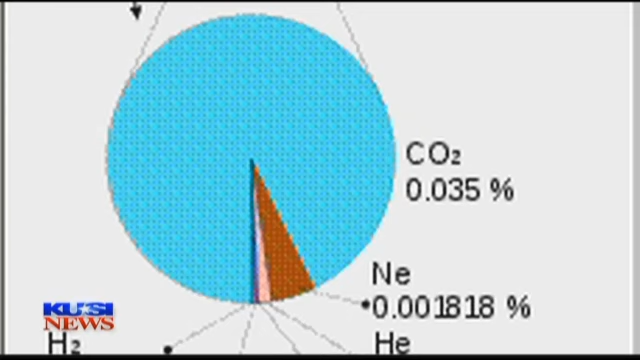 CO₂
0.035 %
Ne
0.001818 %
KUSI
NEWS
H₂
He